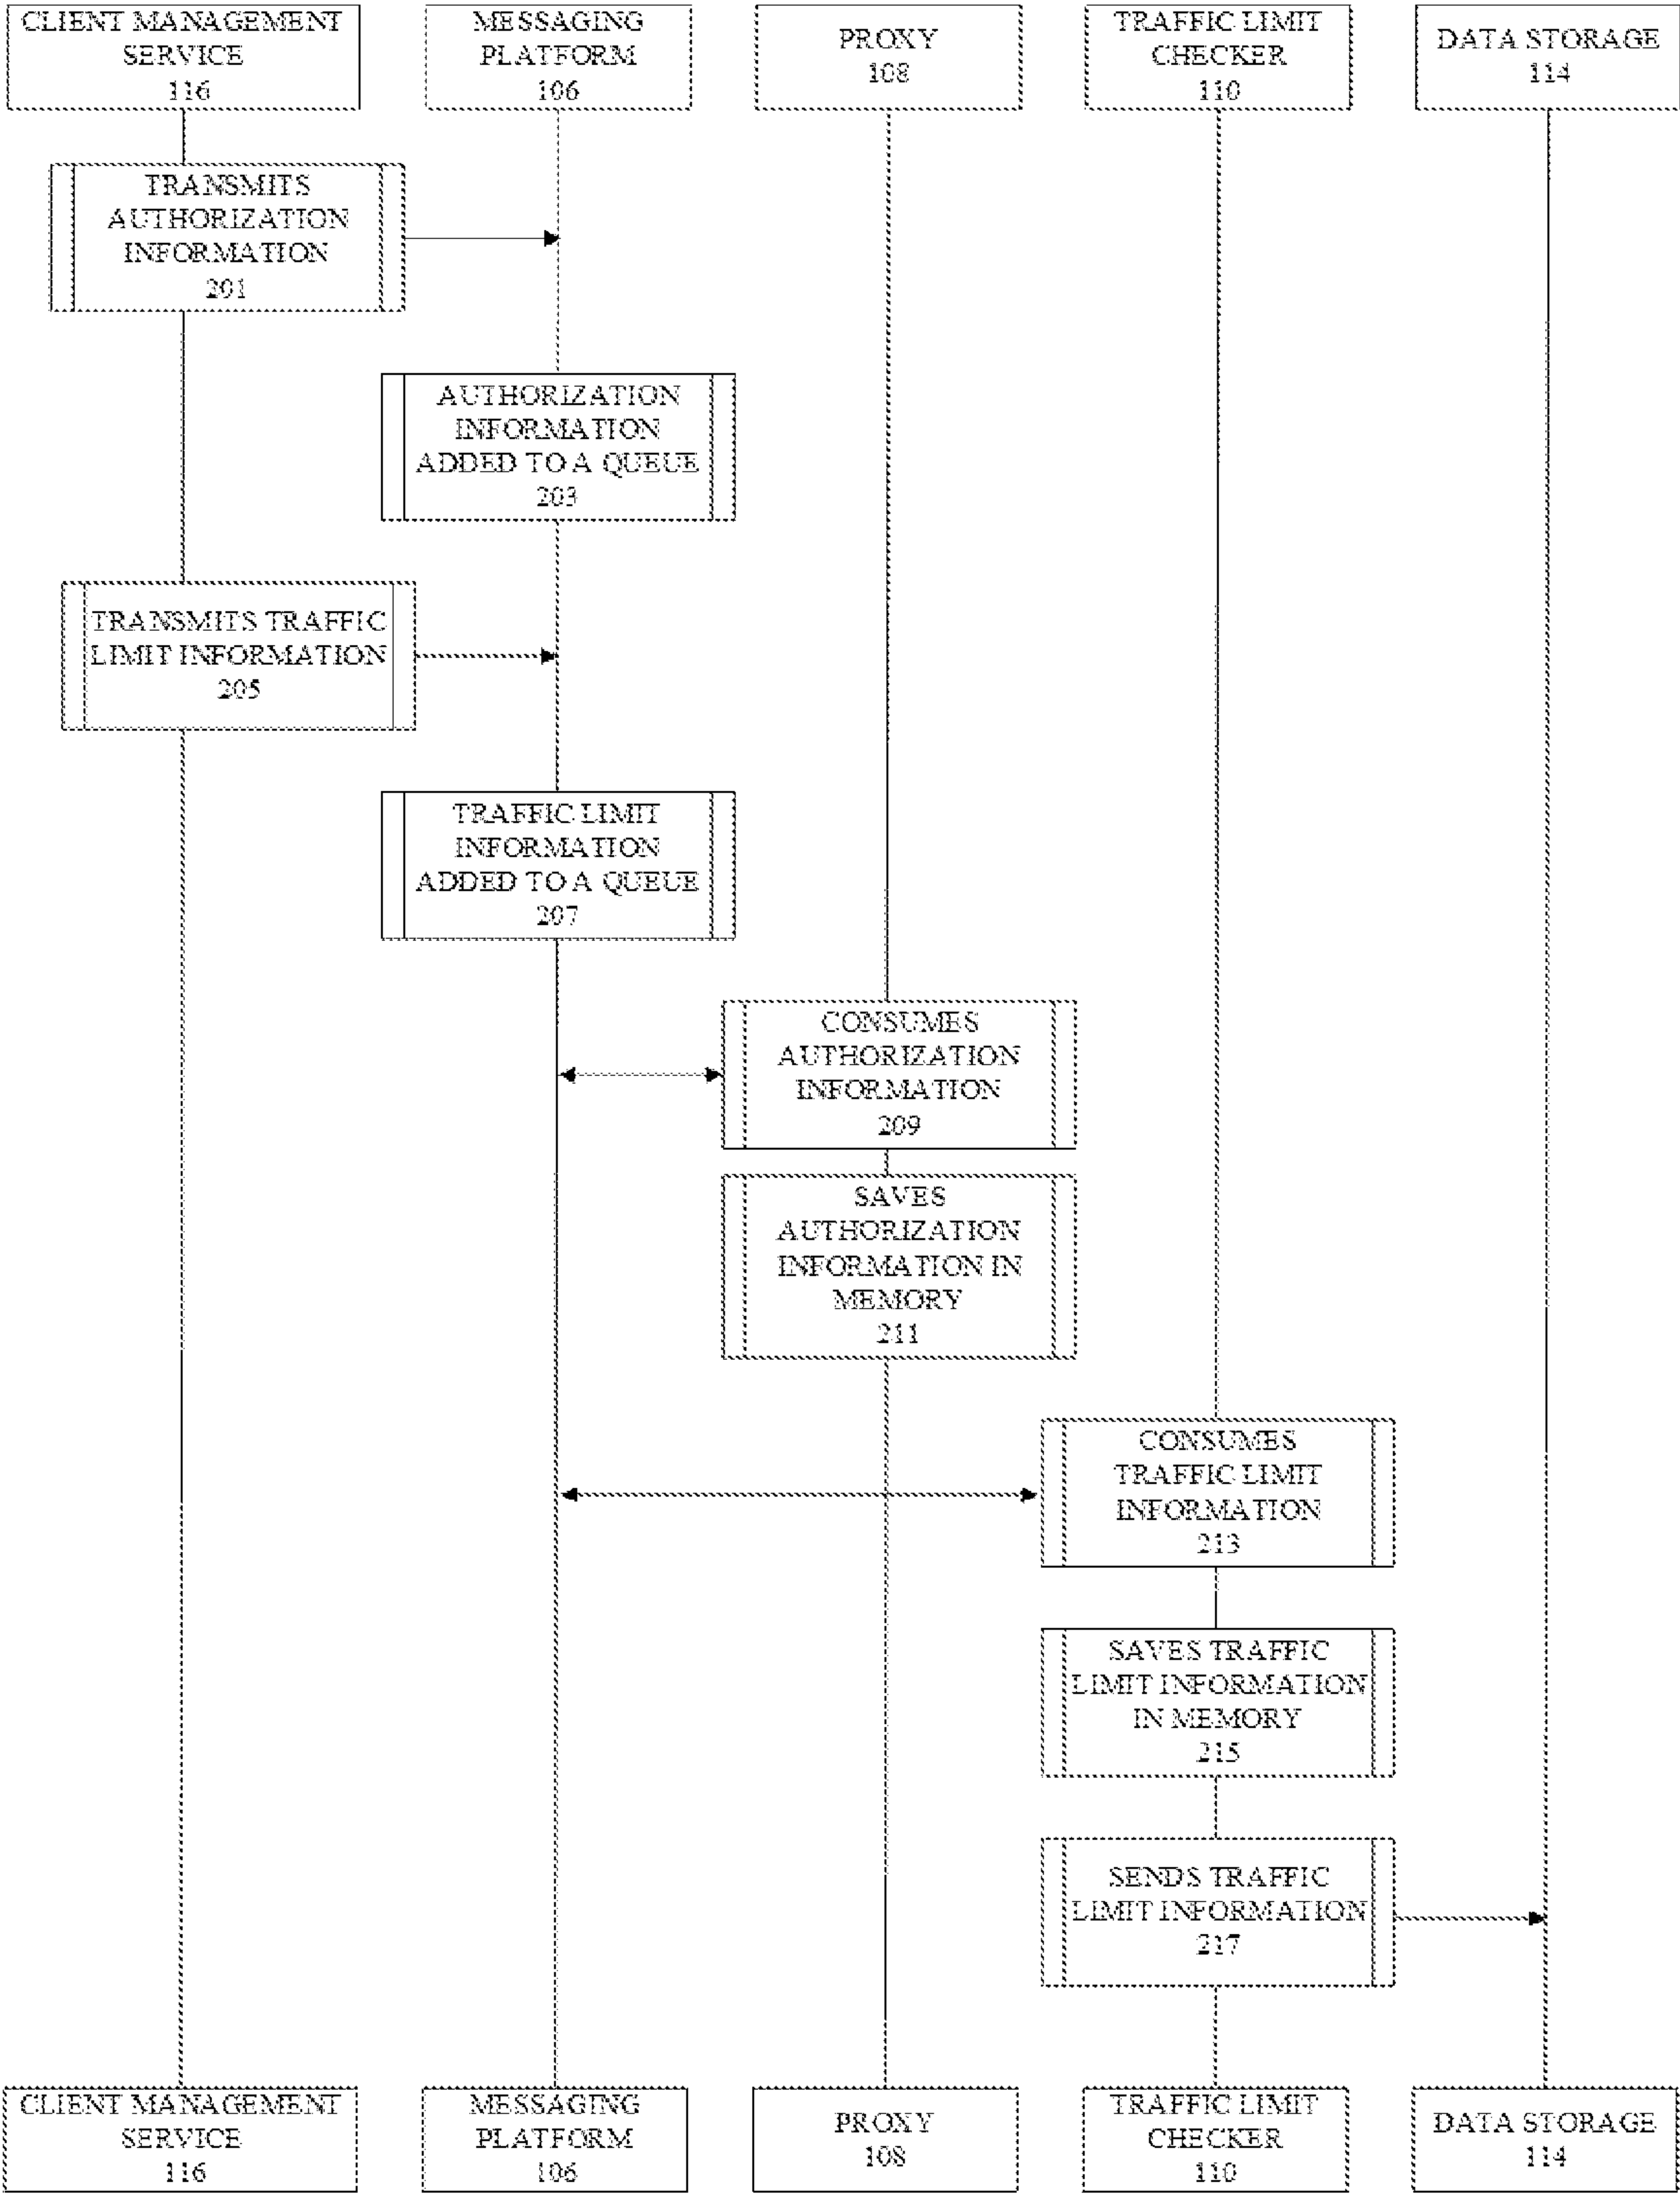 CLIENT MANAGEMENT
SERVICE
116
MESSAGING
PLATFORM
106
PROXY
108
TRAFFIC LIMIT
CHECKER
110
DATA STORAGE
114
TRANSMITS
AUTHORIZATION
INFORMATION
201
AUTHORIZATION
INFORMATION
ADDED TO A QUEUE
203
TRANSMITS TRAFFIC
LIMIT INFORMATION
205
TRAFFIC LIMIT
INFORMATION
ADDED TO A QUEUE
207
CONSUMES
AUTHORIZATION
INFORMATION
209
SAVES
AUTHORIZATION
INFORMATION IN
MEMORY
211
CONSUMES
TRAFFIC LIMIT
INFORMATION
213
SAVES TRAFFIC
LIMIT INFORMATION
IN MEMORY
215
SENDS TRAFFIC
LIMIT INFORMATION
217
CLIENT MANAGEMENT
SERVICE
116
MESSAGING
PLATFORM
106
PROXY
108
TRAFFIC LIMIT
CHECKER
110
DATA STORAGE
114